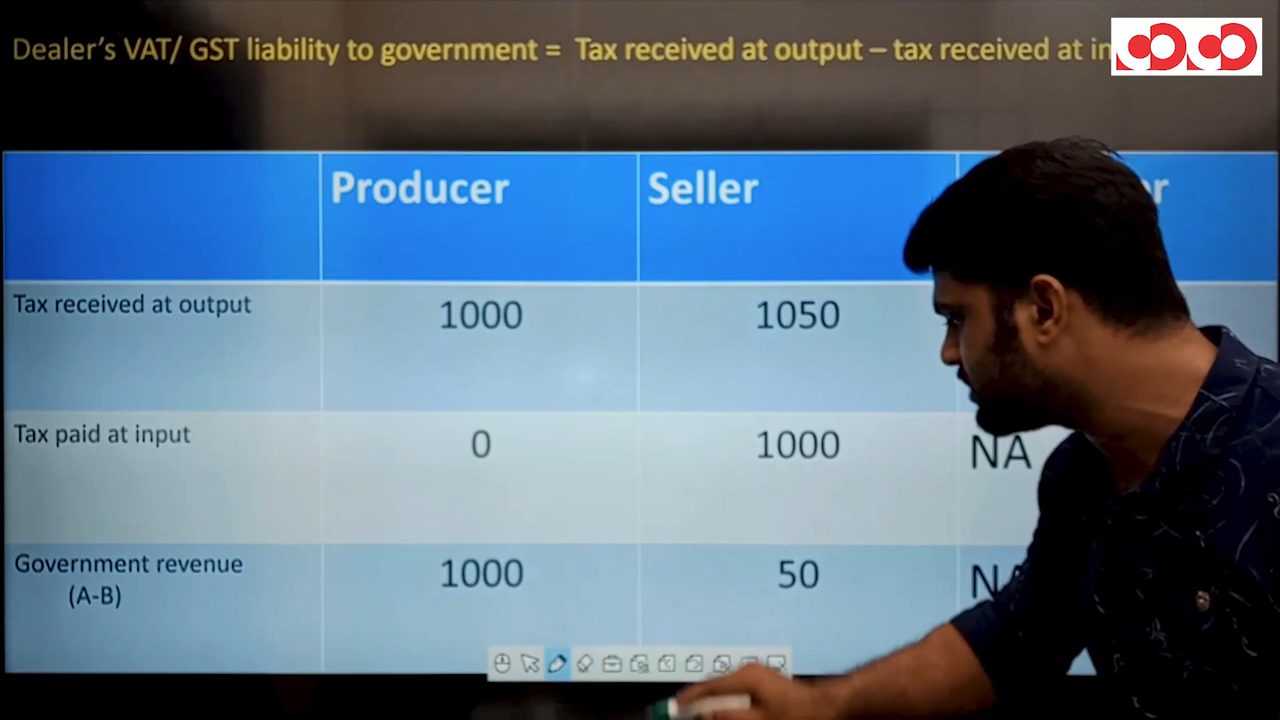 Dealer's VAT/ GST liability to government = Tax received at output – tax received at
Producer
Seller
Tax received at output
1000
1050
Tax paid at input
0
1000
NA
Government revenue
(A-B)
1000
50